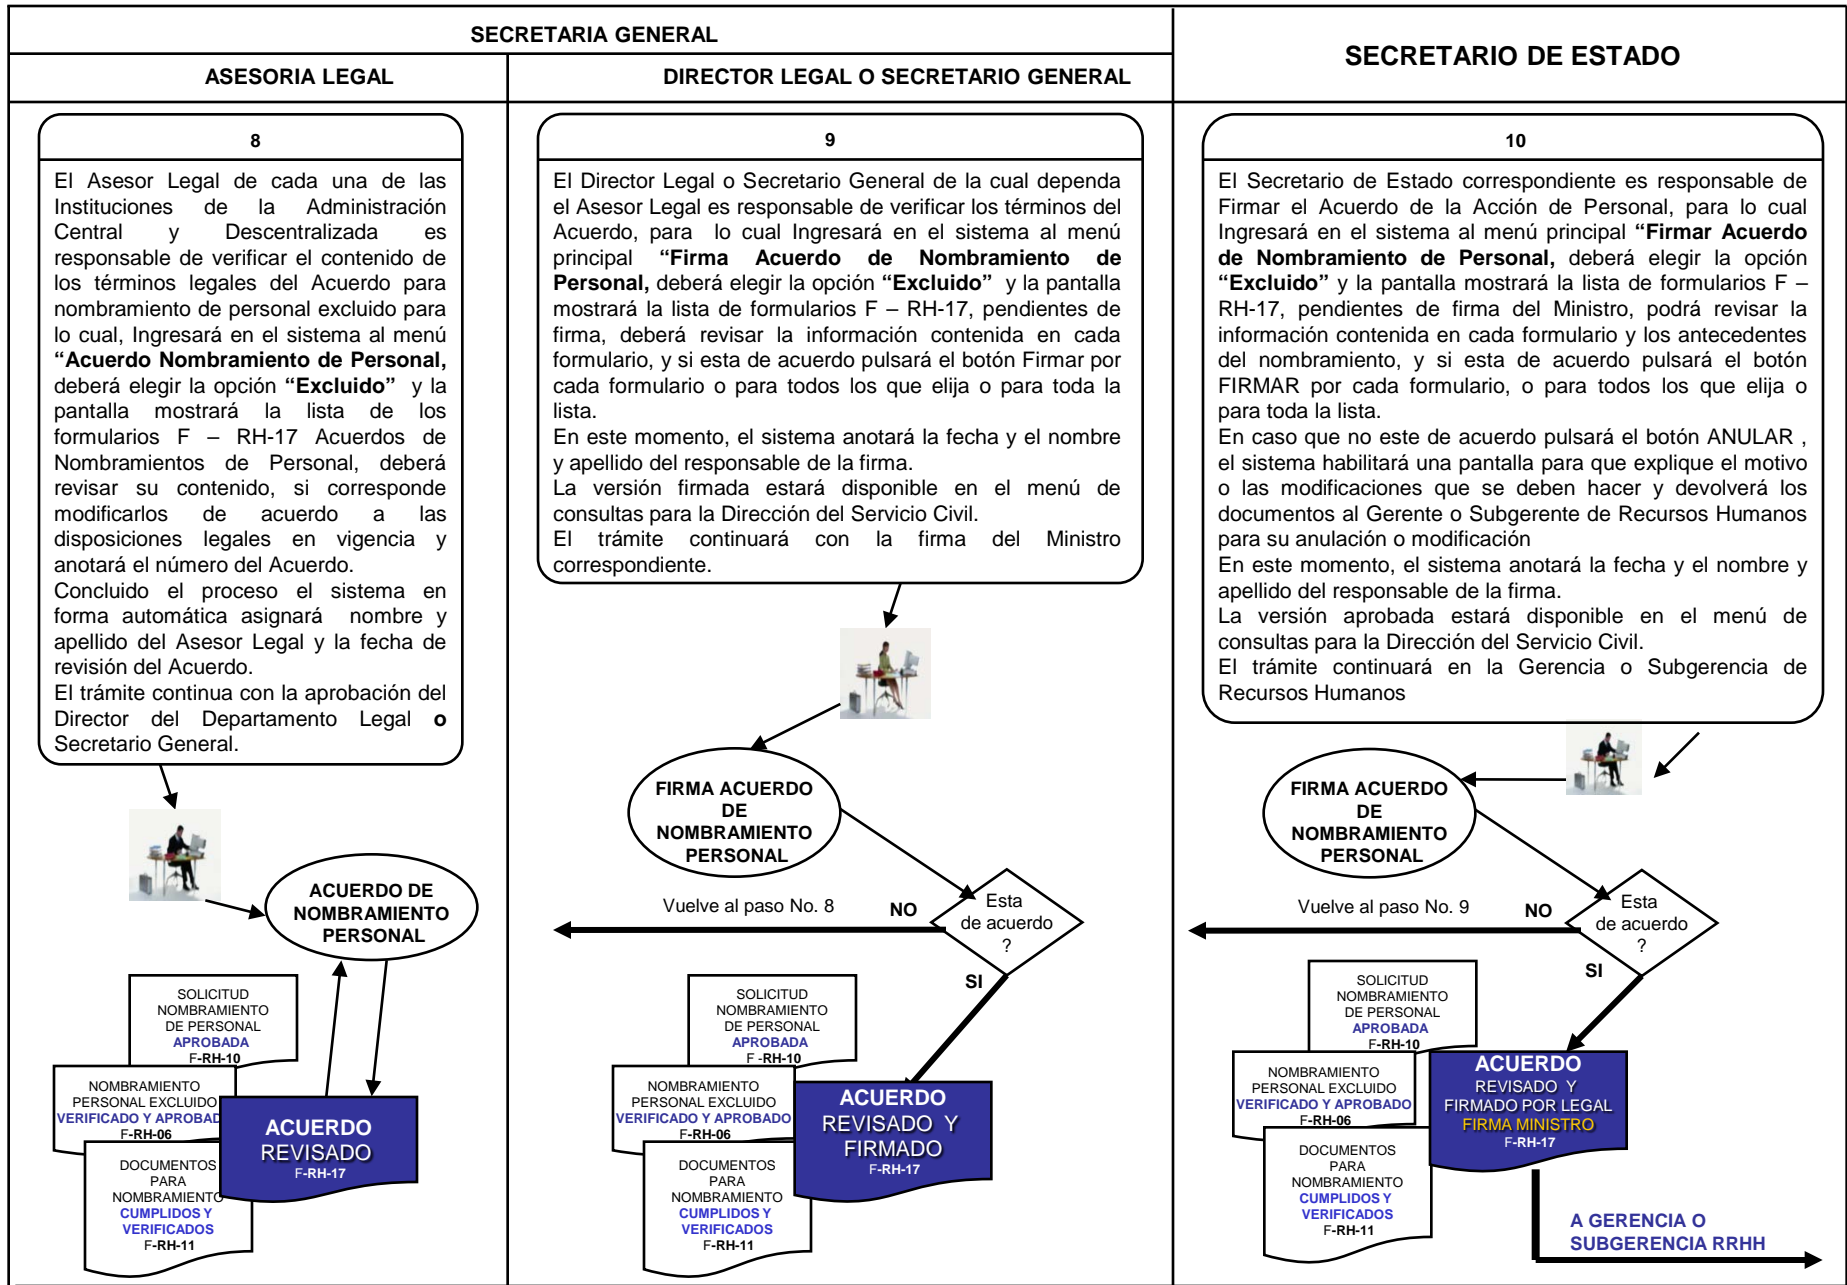 SECRETARIA GENERAL
SECRETARIO DE ESTADO
ASESORIA LEGAL
DIRECTOR LEGAL O SECRETARIO GENERAL
8
El Asesor Legal de cada una de las
Instituciones de la Administración
Central y Descentralizada es
responsable de verificar el contenido de
los términos legales del Acuerdo para
nombramiento de personal excluido para
lo cual, Ingresará en el sistema al menú
“Acuerdo Nombramiento de Personal,
deberá elegir la opción “Excluido” y la
pantalla mostrará la lista de los
formularios F – RH-17 Acuerdos de
Nombramientos de Personal, deberá
revisar su contenido, si corresponde
modificarlos de acuerdo a las
disposiciones legales en vigencia y
anotará el número del Acuerdo.
Concluido el proceso el sistema en
forma automática asignará nombre y
apellido del Asesor Legal y la fecha de
revisión del Acuerdo.
El trámite continua con la aprobación del
Director del Departamento Legal o
Secretario General.
ACUERDO DE
NOMBRAMIENTO
PERSONAL
SOLICITUD
NOMBRAMIENTO
DE PERSONAL
APROBADA
F-RH-10
NOMBRAMIENTO
PERSONAL EXCLUIDO
VERIFICADO Y APROBAD
F-RH-06
DOCUMENTOS
PARA
NOMBRAMIENTO
CUMPLIDOS Y
VERIFICADOS
F-RH-11
ACUERDO
REVISADO
F-RH-17
9
El Director Legal o Secretario General de la cual dependa
el Asesor Legal es responsable de verificar los términos del
Acuerdo, para lo cual Ingresará en el sistema al menú
principal “Firma Acuerdo de Nombramiento de
Personal, deberá elegir la opción “Excluido” y la pantalla
mostrará la lista de formularios F – RH-17, pendientes de
firma, deberá revisar la información contenida en cada
formulario, y si esta de acuerdo pulsará el botón Firmar por
cada formulario o para todos los que elija o para toda la
lista.
En este momento, el sistema anotará la fecha y el nombre
y apellido del responsable de la firma.
La versión firmada estará disponible en el menú de
consultas para la Dirección del Servicio Civil.
El trámite continuará con la firma del Ministro
correspondiente.
FIRMA ACUERDO
DE
NOMBRAMIENTO
PERSONAL
Esta
de acuerdo
?
Vuelve al paso No. 8
NO
SI
SOLICITUD
NOMBRAMIENTO
DE PERSONAL
APROBADA
F -RH-10
NOMBRAMIENTO
PERSONAL EXCLUIDO
VERIFICADO Y APROBADO
F-RH-06
DOCUMENTOS
PARA
NOMBRAMIENTO
CUMPLIDOS Y
VERIFICADOS
F-RH-11
ACUERDO
REVISADO Y
FIRMADO
F-RH-17
10
El Secretario de Estado correspondiente es responsable de
Firmar el Acuerdo de la Acción de Personal, para lo cual
Ingresará en el sistema al menú principal “Firmar Acuerdo
de Nombramiento de Personal, deberá elegir la opción
“Excluido” y la pantalla mostrará la lista de formularios F –
RH-17, pendientes de firma del Ministro, podrá revisar la
información contenida en cada formulario y los antecedentes
del nombramiento, y si esta de acuerdo pulsará el botón
FIRMAR por cada formulario, o para todos los que elija o
para toda la lista.
En caso que no este de acuerdo pulsará el botón ANULAR ,
el sistema habilitará una pantalla para que explique el motivo
o las modificaciones que se deben hacer y devolverá los
documentos al Gerente o Subgerente de Recursos Humanos
para su anulación o modificación
En este momento, el sistema anotará la fecha y el nombre y
apellido del responsable de la firma.
La versión aprobada estará disponible en el menú de
consultas para la Dirección del Servicio Civil.
El trámite continuará en la Gerencia o Subgerencia de
Recursos Humanos
FIRMA ACUERDO
DE
NOMBRAMIENTO
PERSONAL
Esta
de acuerdo
?
Vuelve al paso No. 9
NO
SI
SOLICITUD
NOMBRAMIENTO
DE PERSONAL
APROBADA
F-RH-10
NOMBRAMIENTO
PERSONAL EXCLUIDO
VERIFICADO Y APROBADO
F-RH-06
DOCUMENTOS
PARA
NOMBRAMIENTO
CUMPLIDOS Y
VERIFICADOS
F-RH-11
ACUERDO
REVISADO Y
FIRMADO POR LEGAL
FIRMA MINISTRO
F-RH-17
A GERENCIA O
SUBGERENCIA RRHH